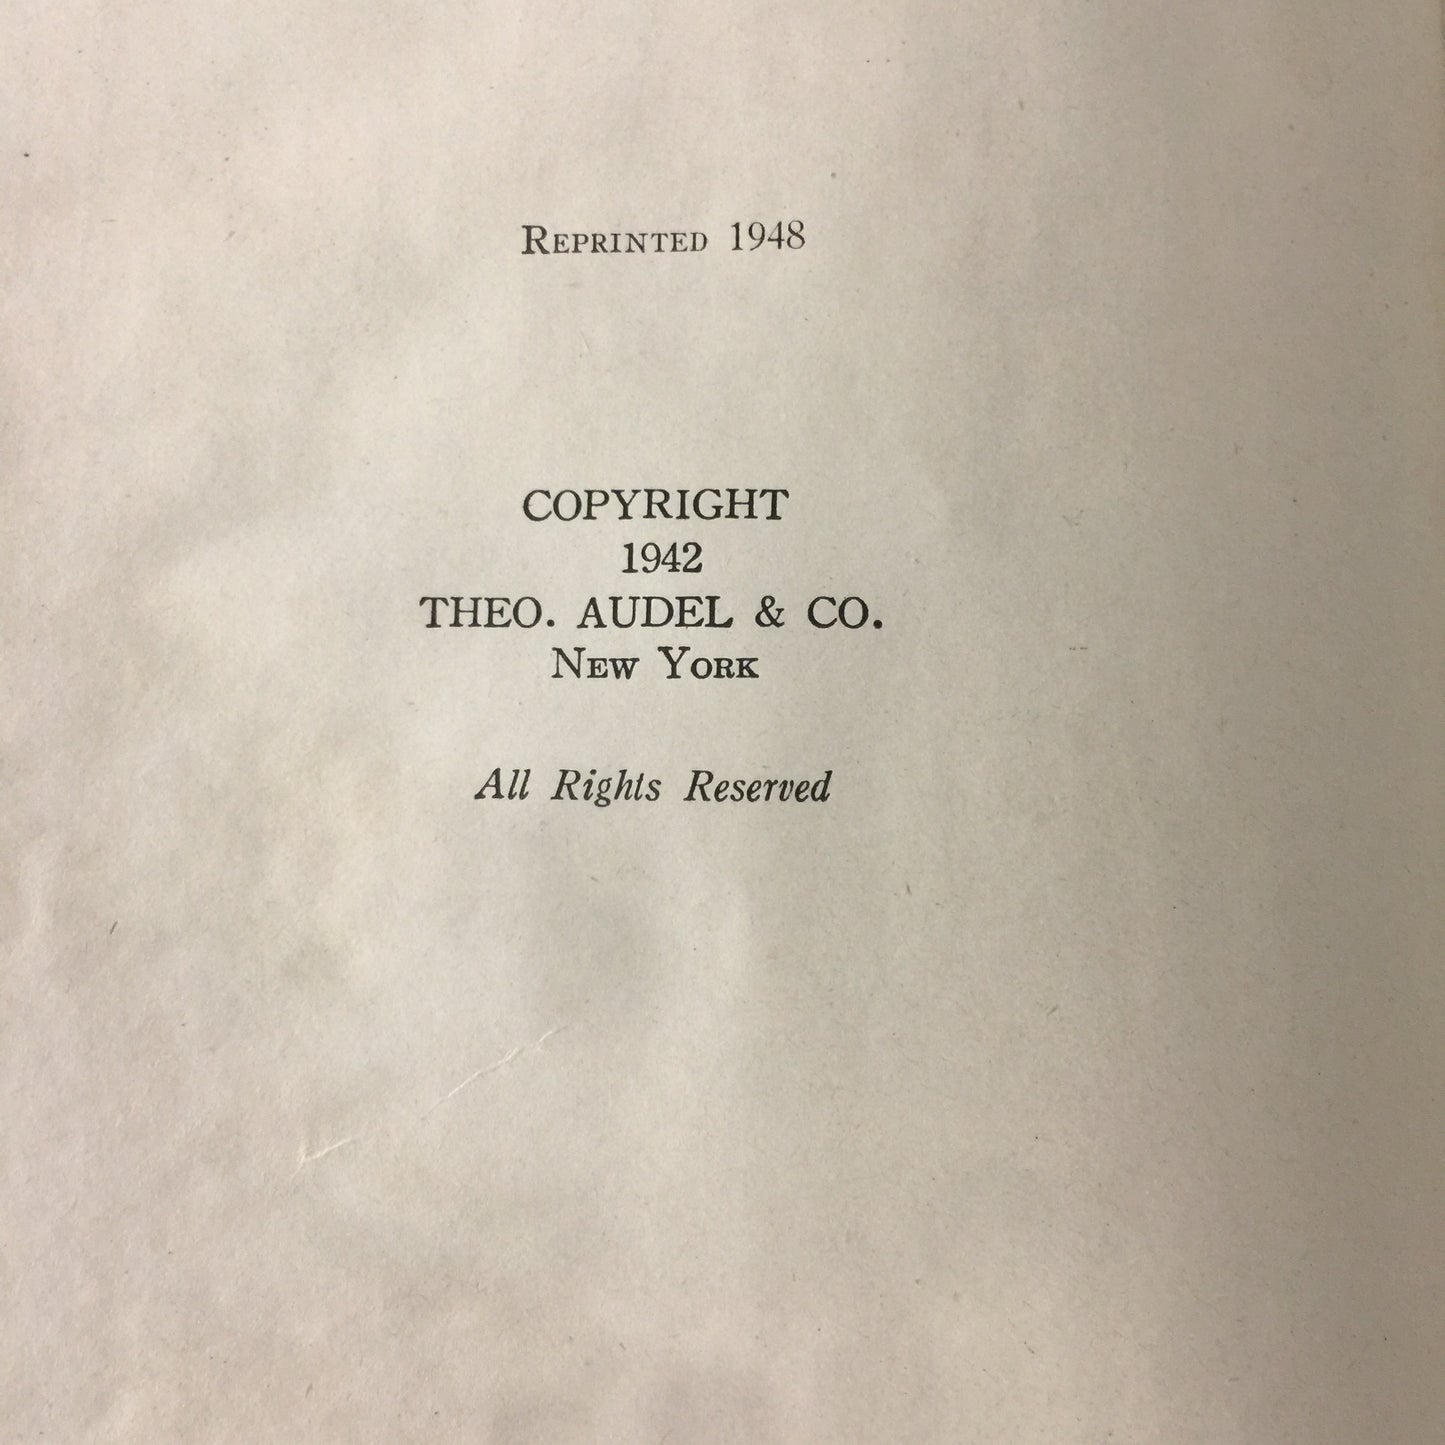 Reprinted 1948
COPYRIGHT
1942
THEO. AUDEL & CO.
New York
All Rights Reserved